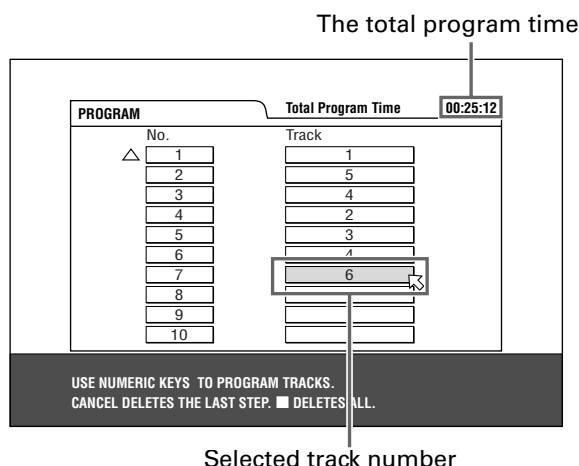 The total program time
PROGRAM Total Program Time 00:25:12
No. Track
1 1
2 5
3 4
4 2
5 3
6 4
7 6
8
9
10
USE NUMERIC KEYS TO PROGRAM TRACKS.
CANCEL DELETES THE LAST STEP. ■ DELETES ALL.
Selected track number